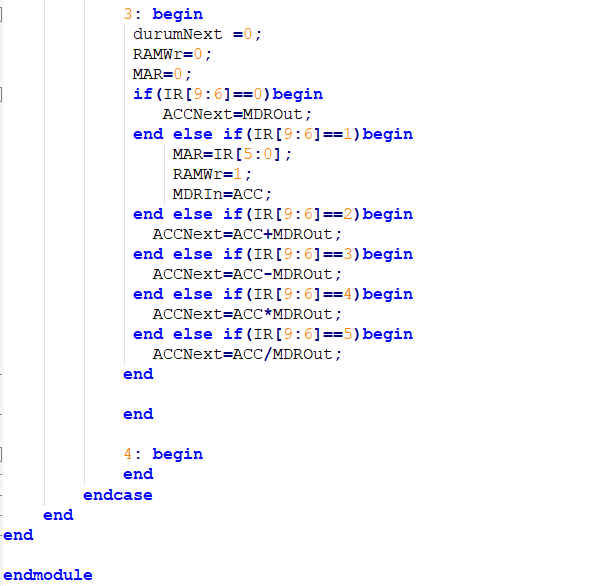 3: begin
durumNext =0;
RAMWr=0;
MAR=0;
if(IR[9:6]==0)begin
ACCNext=MDROut;
end else if(IR[9:6]==1)begin
MAR=IR[5:0];
RAMWr=1;
MDRIn=ACC;
end else if(IR[9:6]==2)begin
ACCNext=ACC+MDROut;
end else if(IR[9:6]==3)begin
ACCNext=ACC-MDROut;
end else if(IR[9:6]==4)begin
ACCNext=ACC*MDROut;
end else if(IR[9:6]==5)begin
ACCNext=ACC/MDROut;
end
end
4: begin
end
endcase
end
end
endmodule